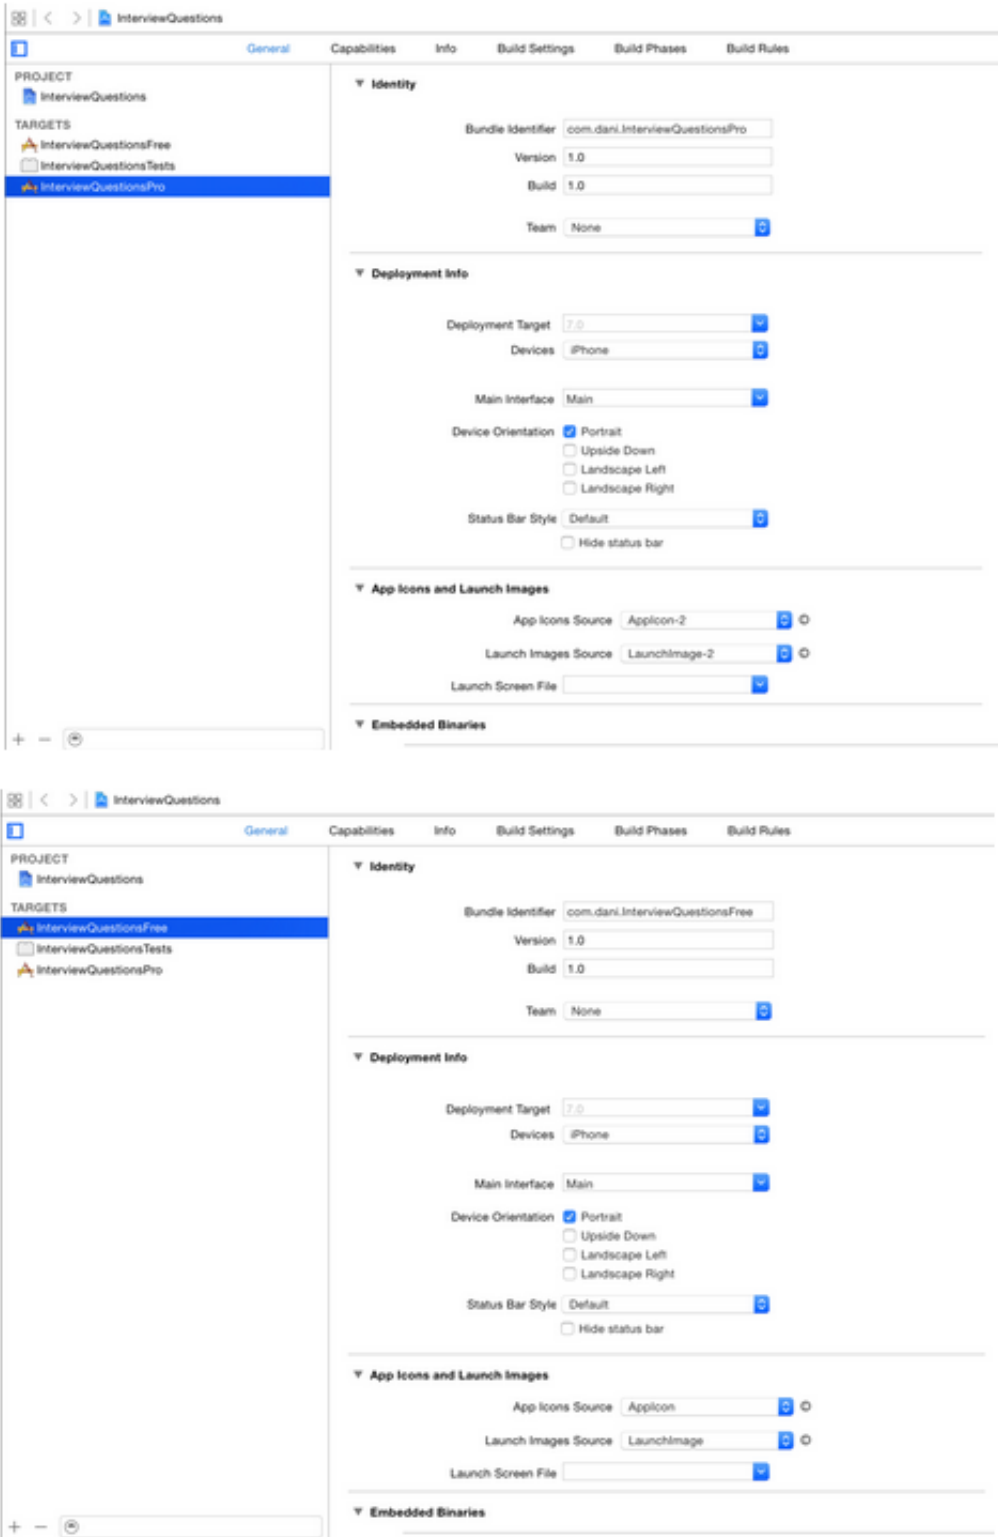 InterviewQuestions
General Capabilities Info Build Settings Build Phases Build Rules
PROJECT
InterviewQuestions
TARGETS
InterviewQuestionsFree
InterviewQuestionsTests
InterviewQuestionsPro
Identity
Bundle Identifier com.dani.InterviewQuestionsPro
Version 1.0
Build 1.0
Team None
Deployment Info
Deployment Target 7.0
Devices iPhone
Main Interface Main
Device Orientation Portrait
Upside Down
Landscape Left
Landscape Right
Status Bar Style Default
Hide status bar
App Icons and Launch Images
App Icons Source AppIcon-2
Launch Images Source LaunchImage-2
Launch Screen File
Embedded Binaries
InterviewQuestions
General Capabilities Info Build Settings Build Phases Build Rules
PROJECT
InterviewQuestions
TARGETS
InterviewQuestionsFree
InterviewQuestionsTests
InterviewQuestionsPro
Identity
Bundle Identifier com.dani.InterviewQuestionsFree
Version 1.0
Build 1.0
Team None
Deployment Info
Deployment Target 7.0
Devices iPhone
Main Interface Main
Device Orientation Portrait
Upside Down
Landscape Left
Landscape Right
Status Bar Style Default
Hide status bar
App Icons and Launch Images
App Icons Source AppIcon
Launch Images Source LaunchImage
Launch Screen File
Embedded Binaries